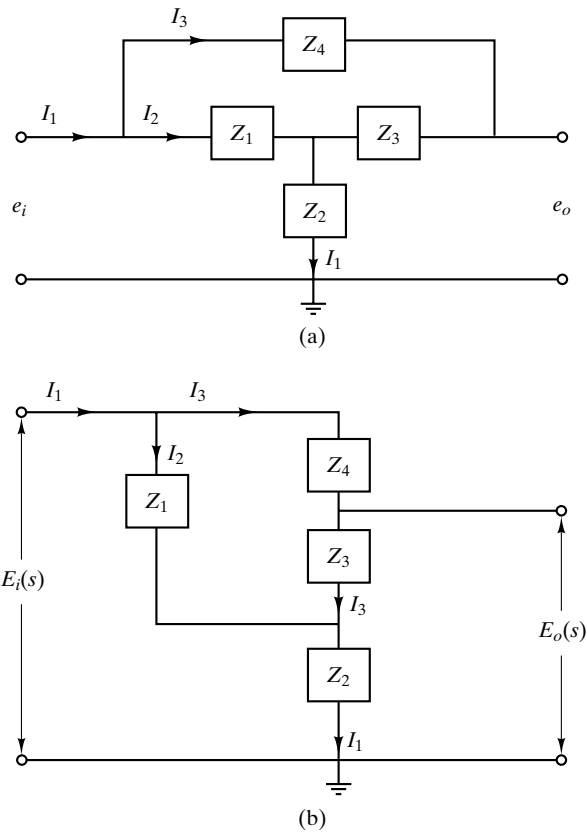 I₃
Z₄
I₁ I₂
Z₁ Z₃
Z₂
eᵢ eₒ
I₁
(a)
I₁ I₃
Z₄
I₂
Z₁
Z₃
Eᵢ(s)
I₃
Eₒ(s)
Z₂
I₁
(b)